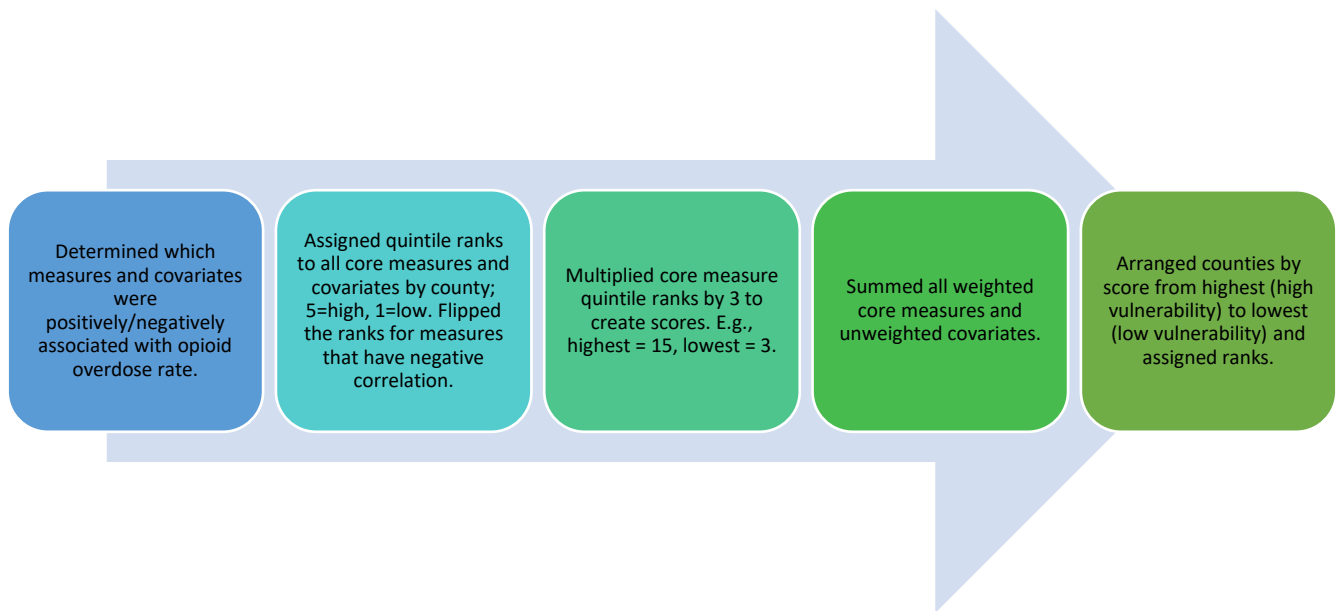 Determined which
measures and covariates
were
positively/negatively
associated with opioid
overdose rate.
Assigned quintile ranks
to all core measures and
covariates by county;
5=high, 1=low. Flipped
the ranks for measures
that have negative
correlation.
Multiplied core measure
quintile ranks by 3 to
create scores. E.g.,
highest = 15, lowest = 3.
Summed all weighted
core measures and
unweighted covariates.
Arranged counties by
score from highest (high
vulnerability) to lowest
(low vulnerability) and
assigned ranks.